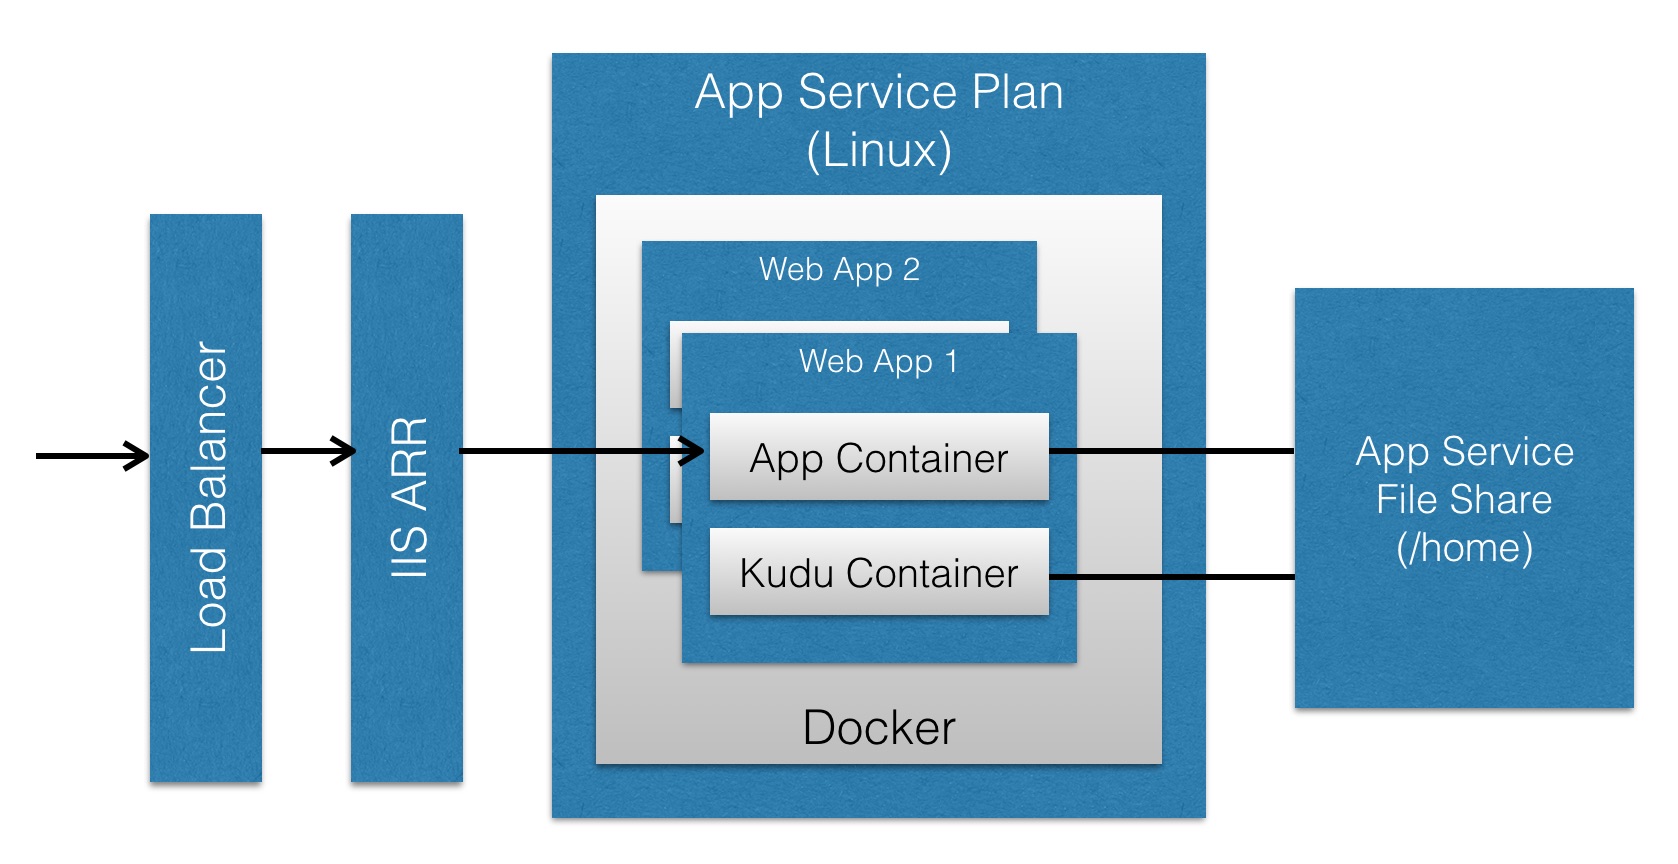 Load Balancer
IIS ARR
App Service Plan
(Linux)
Web App 2
Web App 1
App Container
Kudu Container
Docker
App Service
File Share
(/home)